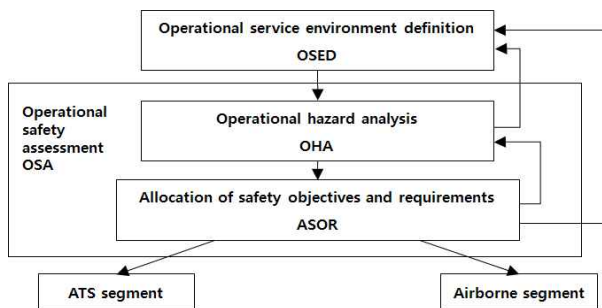 Operational service environment definition
OSED
Operational
safety
assessment
OSA
Operational hazard analysis
OHA
Allocation of safety objectives and requirements
ASOR
ATS segment
Airborne segment